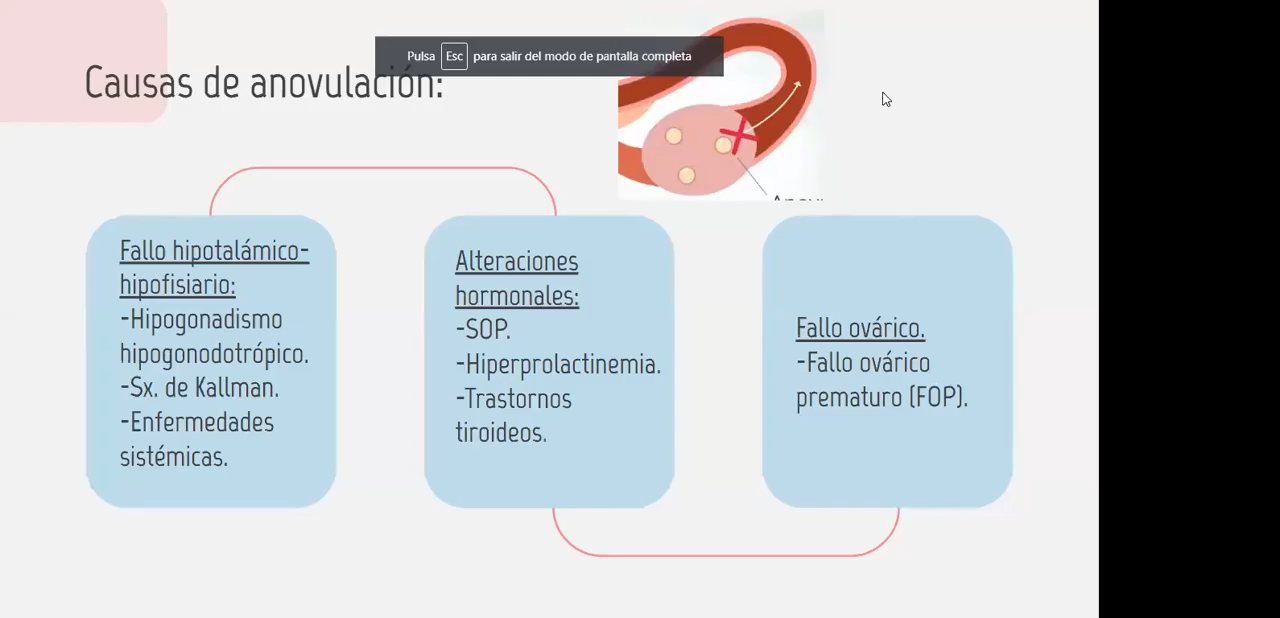 Pulsa Esc para salir del modo de pantalla completa
Causas de anovulación:
Fallo hipotalámico-
hipofisiario:
-Hipogonadismo
hipogonodotrópico.
-Sx. de Kallman.
-Enfermedades
sistémicas.
Alteraciones
hormonales:
-SOP.
-Hiperprolactinemia.
-Trastornos
tiroideos.
Fallo ovárico.
-Fallo ovárico
prematuro (FOP).